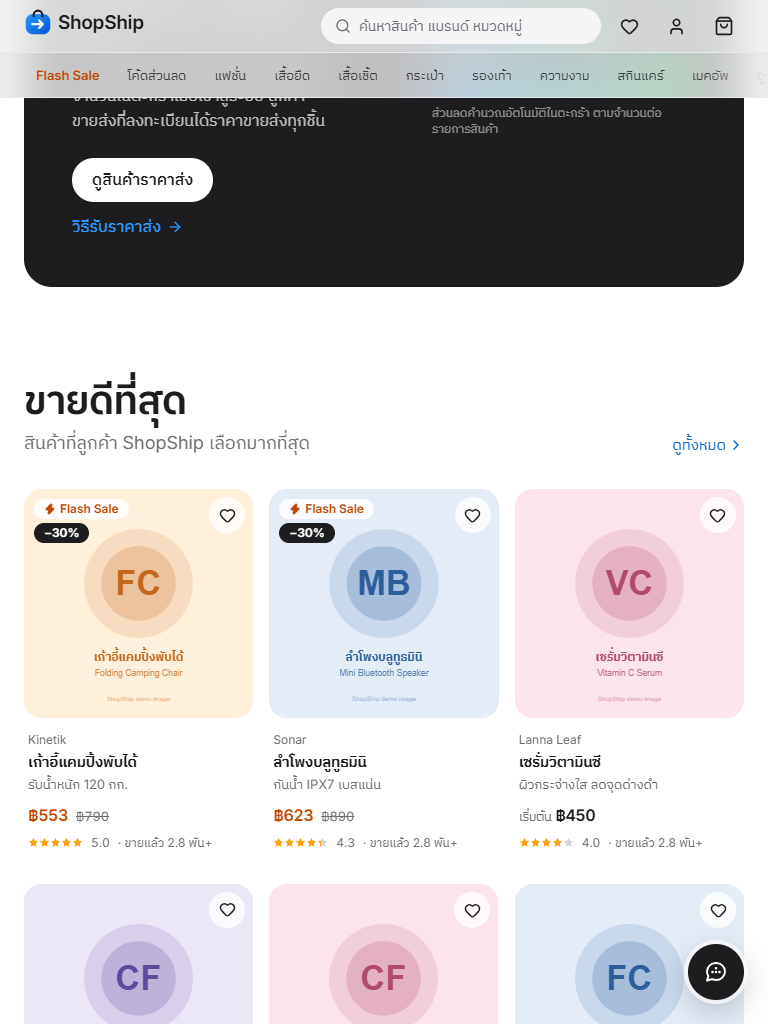 ShopShip
ค้นหาสินค้า แบรนด์ หมวดหมู่
Flash Sale
โค้ดส่วนลด
แฟชั่น
เสื้อยืด
เสื้อเชิ้ต
กระเป๋า
รองเท้า
ความงาม
สกินแคร์
เมคอัพ
ขายส่งที่ลงทะเบียนได้ราคาขายส่งทุกชิ้น
ส่วนลดคำนวณอัตโนมัติในตะกร้า ตามจำนวนต่อ
รายการสินค้า
ดูสินค้าราคาส่ง
วิธีรับราคาส่ง
ขายดีที่สุด
สินค้าที่ลูกค้า ShopShip เลือกมากที่สุด
ดูทั้งหมด
Flash Sale
−30%
FC
เก้าอี้แคมปิ้งพับได้
Folding Camping Chair
ShopShip demo image
Flash Sale
−30%
MB
ลำโพงบลูทูธมินิ
Mini Bluetooth Speaker
ShopShip demo image
VC
เซรั่มวิตามินซี
Vitamin C Serum
ShopShip demo image
Kinetik
เก้าอี้แคมปิ้งพับได้
รับน้ำหนัก 120 กก.
฿553 ฿790
5.0 · ขายแล้ว 2.8 พัน+
Sonar
ลำโพงบลูทูธมินิ
กันน้ำ IPX7 เบสแน่น
฿623 ฿890
4.3 · ขายแล้ว 2.8 พัน+
Lanna Leaf
เซรั่มวิตามินซี
ผิวกระจ่างใส ลดจุดด่างดำ
เริ่มต้น ฿450
4.0 · ขายแล้ว 2.8 พัน+
CF
CF
FC